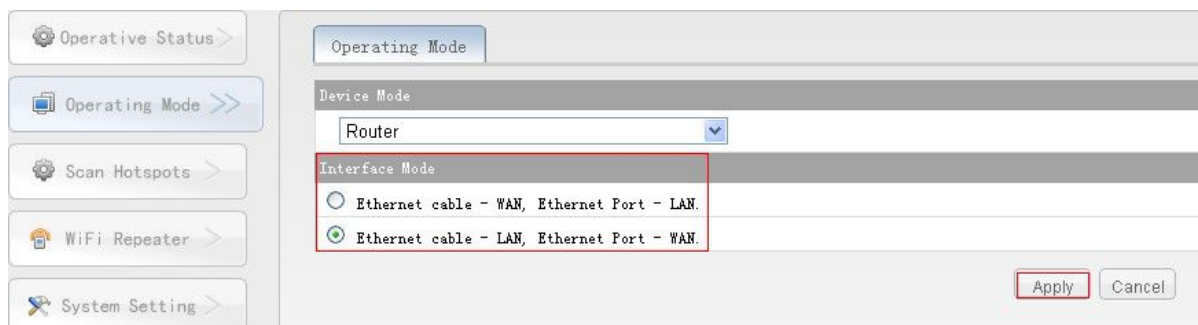 Operative Status
Operating Mode
Scan Hotspots
WiFi Repeater
System Setting
Operating Mode
Device Mode
Router
Interface Mode
Ethernet cable - WAN, Ethernet Port - LAN.
Ethernet cable - LAN, Ethernet Port - WAN.
Apply Cancel